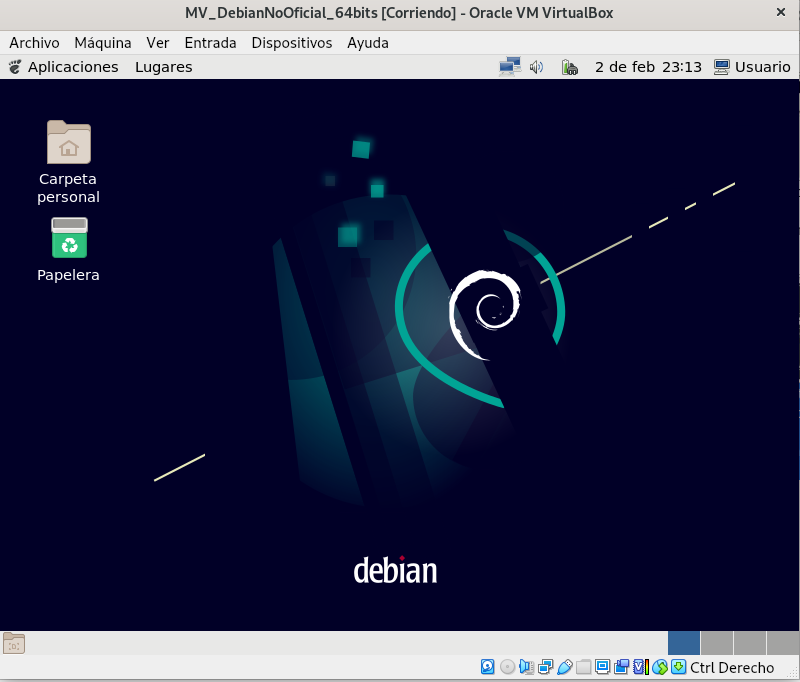 MV_DebianNoOficial_64bits [Corriendo] - Oracle VM VirtualBox
Archivo Máquina Ver Entrada Dispositivos Ayuda
Aplicaciones Lugares 2 de feb 23:13 Usuario
Carpeta
personal
Papelera
debian
Ctrl Derecho